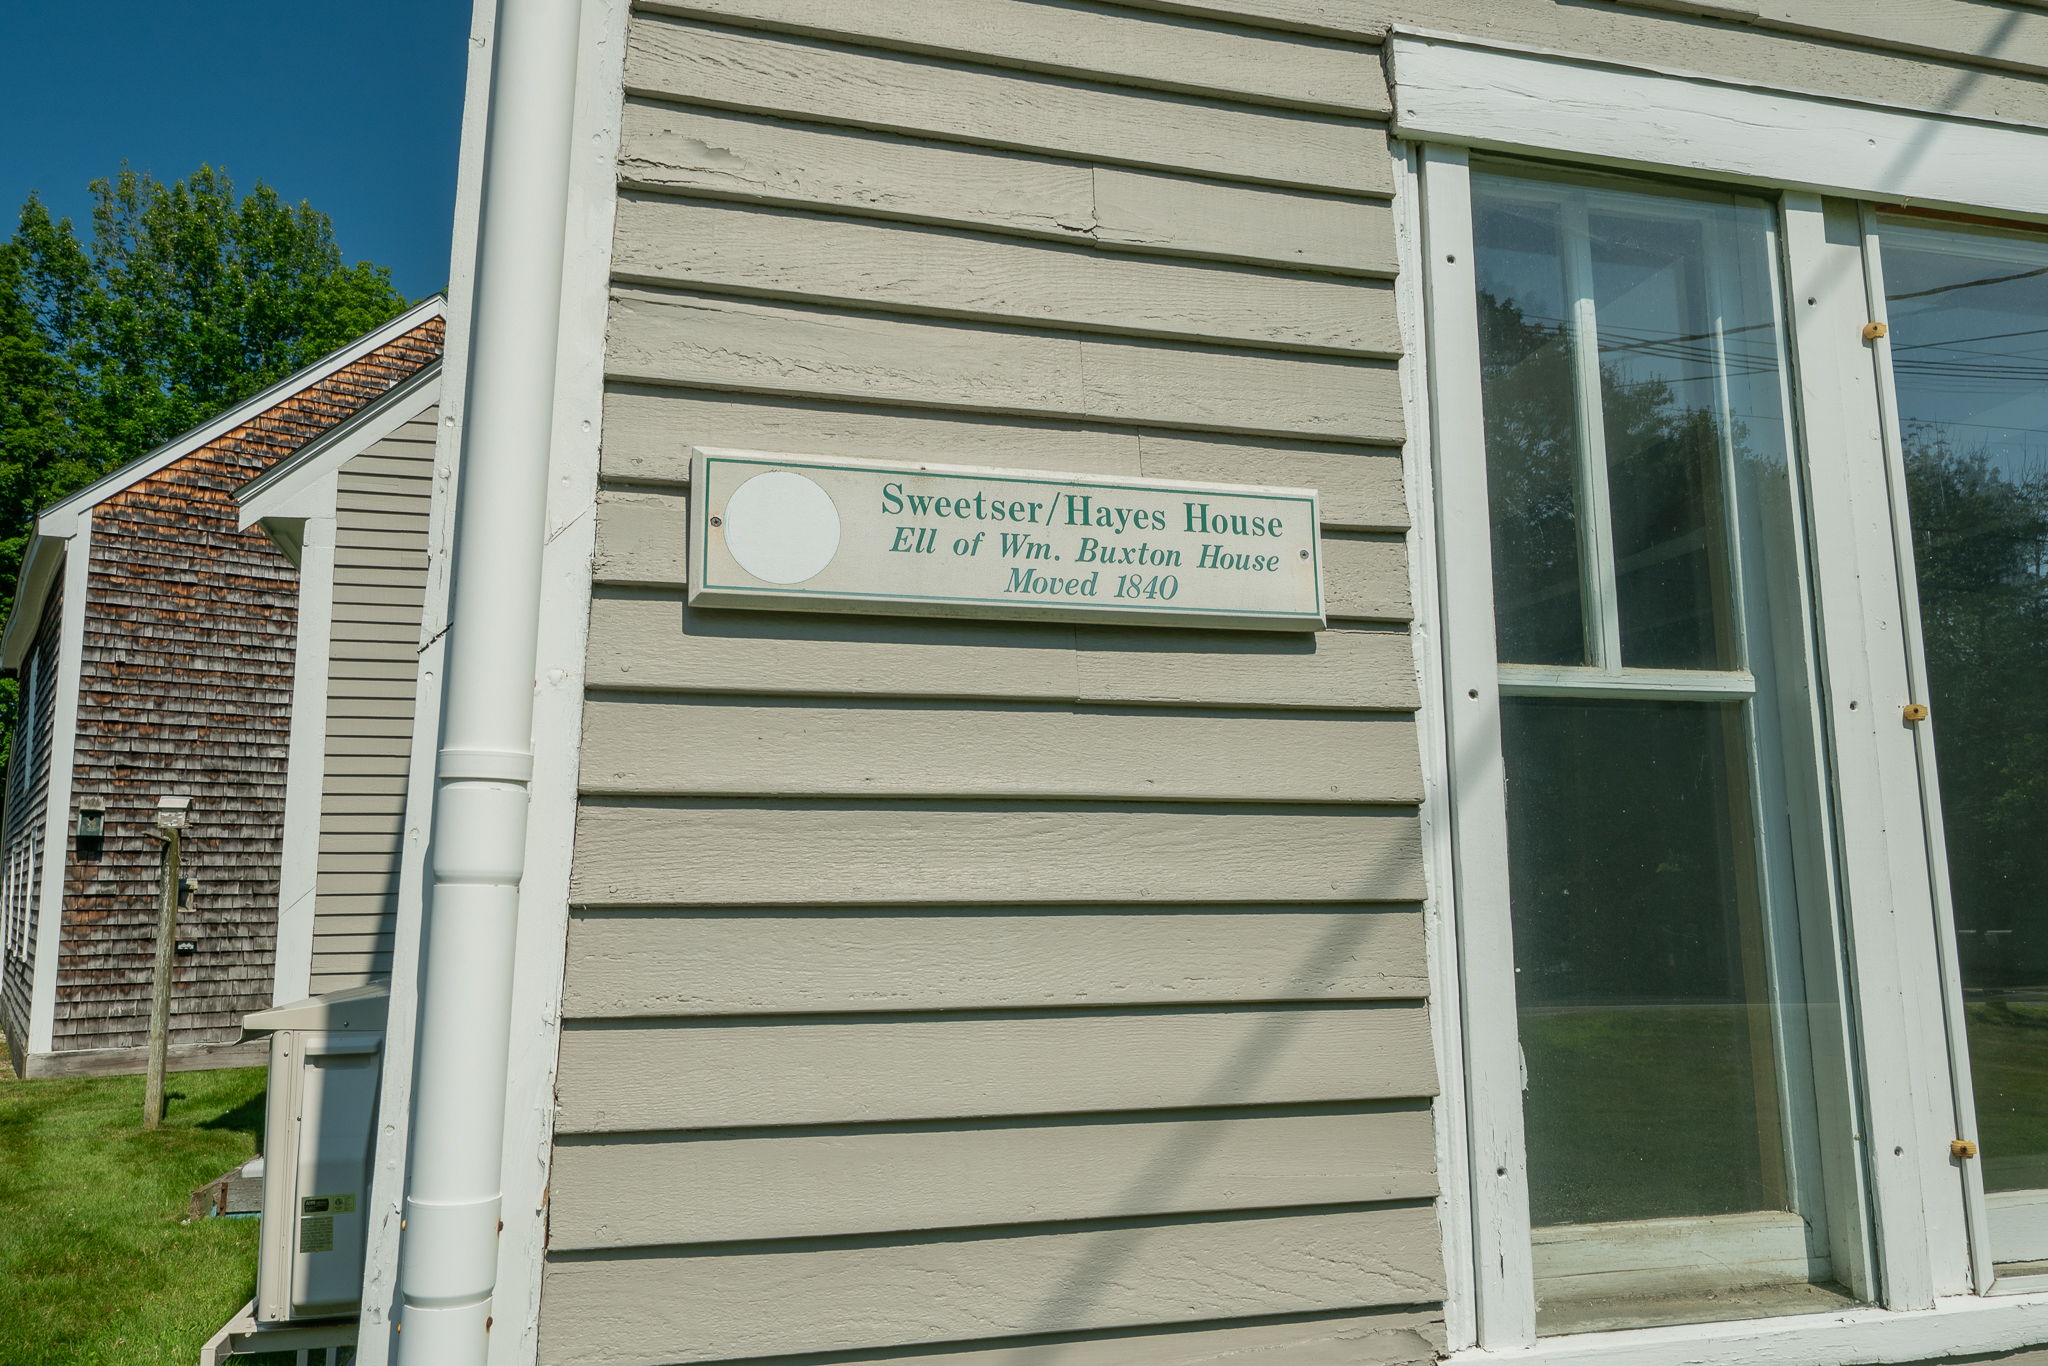 Sweetser/Hayes House
Ell of Wm. Buxton House
Moved 1840